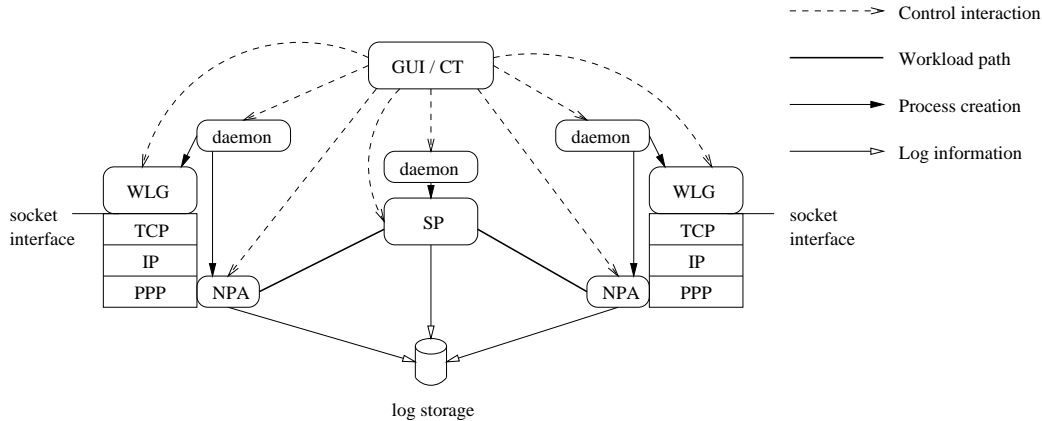 Control interaction
GUI / CT
Workload path
Process creation
daemon
daemon
Log information
daemon
WLG
WLG
SP
socket
interface
socket
interface
TCP
TCP
IP
IP
PPP
NPA
NPA
PPP
log storage